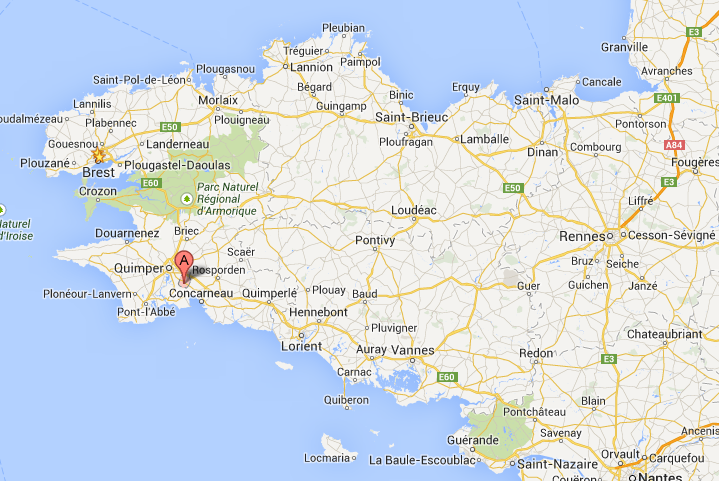 Pleubian
E3
Tréguier
Granville
Paimpol
Plougasnou
Lannion
Avranches
Saint-Pol-de-Léon
Bégard
Erquy
Cancale
Lannilis
Morlaix
Binic
Saint-Malo
E401
Guingamp
oudalmézeau
Plabennec
Plouigneau
Saint-Brieuc
Pontorson
E50
Gouesnou
Landerneau
Ploufragan
Lamballe
A84
Dinan
Combourg
Plouzané
Plougastel-Daoulas
Fougères
Brest
E60
E3
Crozon
Parc Naturel
Régional
d'Armorique
E50
Liffré
Naturel
d'Iroise
Loudéac
Douarnenez
Briec
Rennes
Cesson-Sévigné
Pontivy
Scaër
A
Bruz
Seiche
Quimper
Rosporden
Guer
Guichen
Janzé
Plonéour-Lanvern
Concarneau
Quimperlé
Plouay
Baud
Pont-l'Abbé
Hennebont
Pluvigner
Chateaubriant
Lorient
Auray
Vannes
Redon
E3
Carnac
E60
Quiberon
Blain
Pontchâteau
Guérande
Savenay
Ancenis
Locmaria
La Baule-Escoublac
Saint-Nazaire
Orvault
Carquefou
Couëron
Nantes